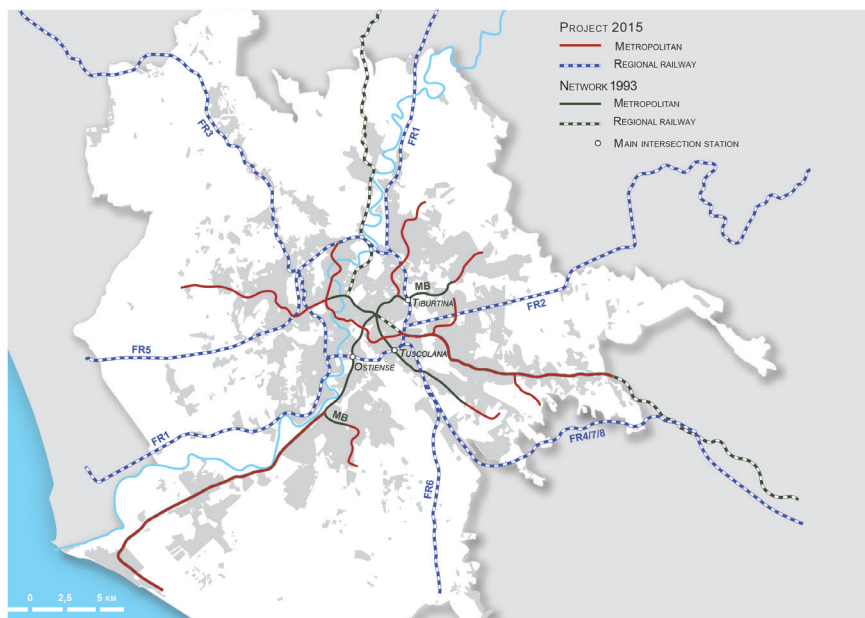 PROJECT 2015
METROPOLITAN
REGIONAL RAILWAY
NETWORK 1993
METROPOLITAN
REGIONAL RAILWAY
MAIN INTERSECTION STATION
FR3
FR1
MB
TIBURTINA
FR2
FR5
TUSCOLANA
OSTIENSE
MB
FR1
FR4/7/8
FR6
0 2,5 5 KM